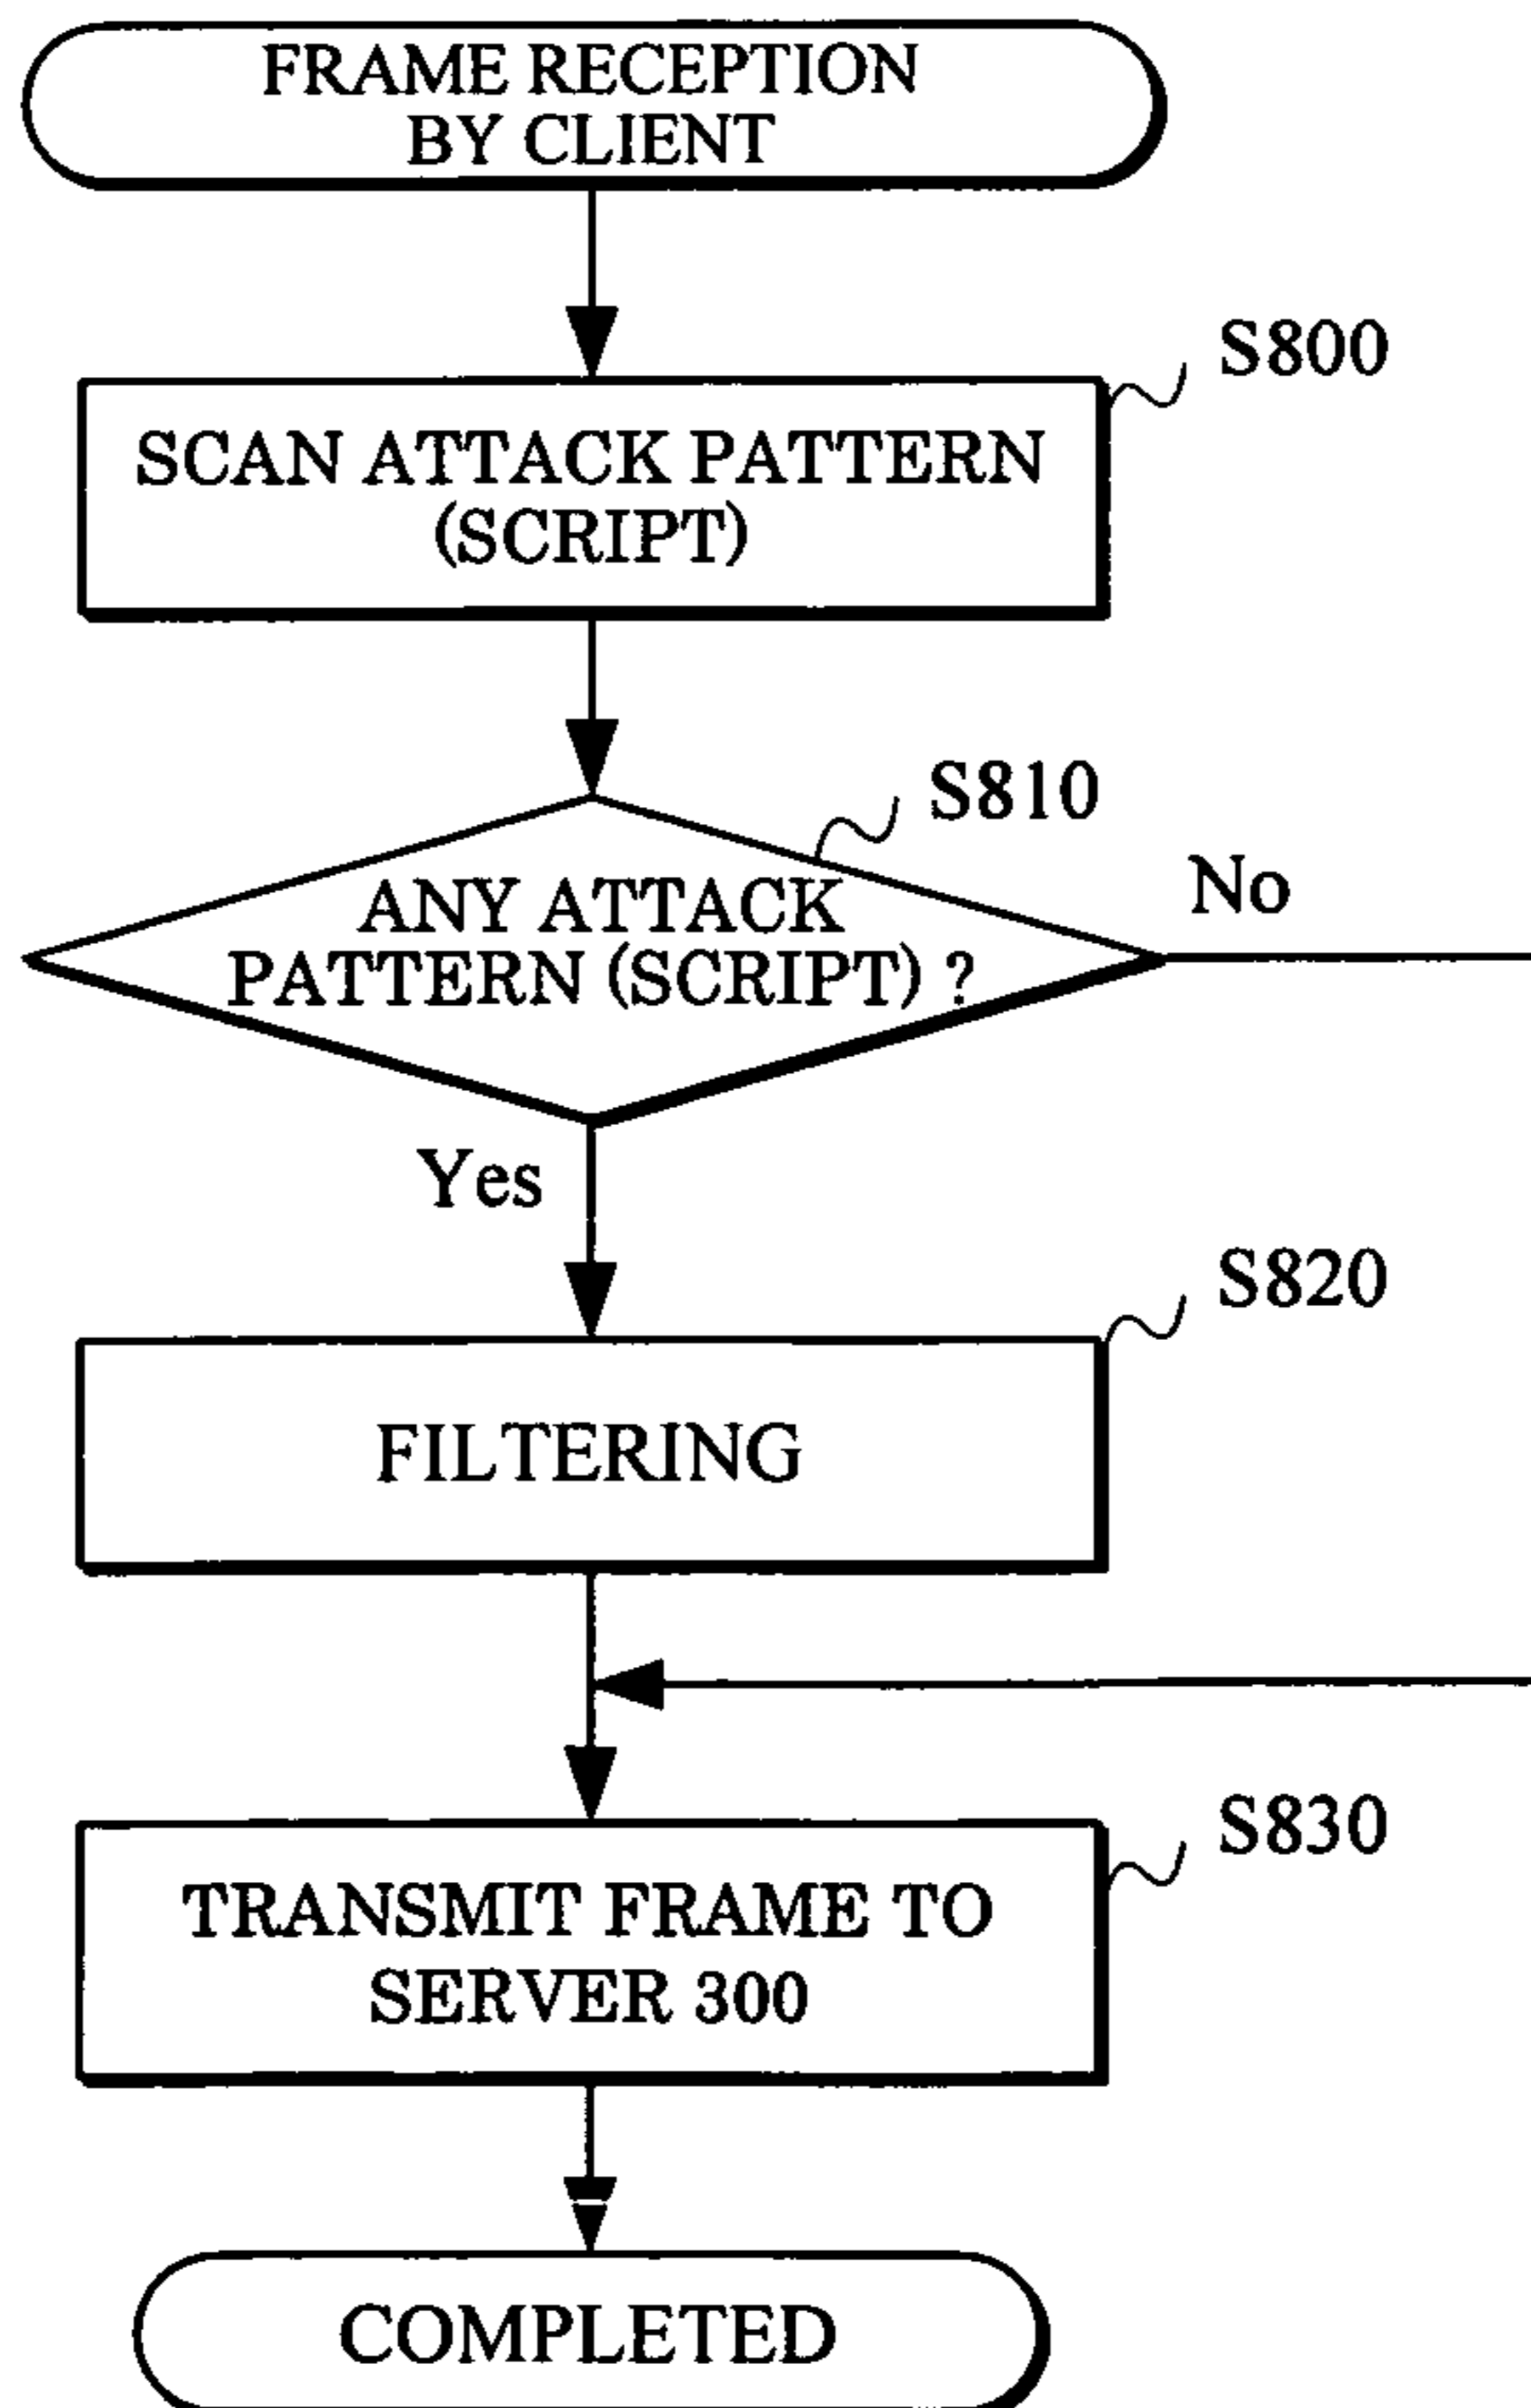 FRAME RECEPTION
BY CLIENT
S800
SCAN ATTACK PATTERN
(SCRIPT)
S810
ANY ATTACK
PATTERN (SCRIPT) ?
No
Yes
S820
FILTERING
S830
TRANSMIT FRAME TO
SERVER 300
COMPLETED